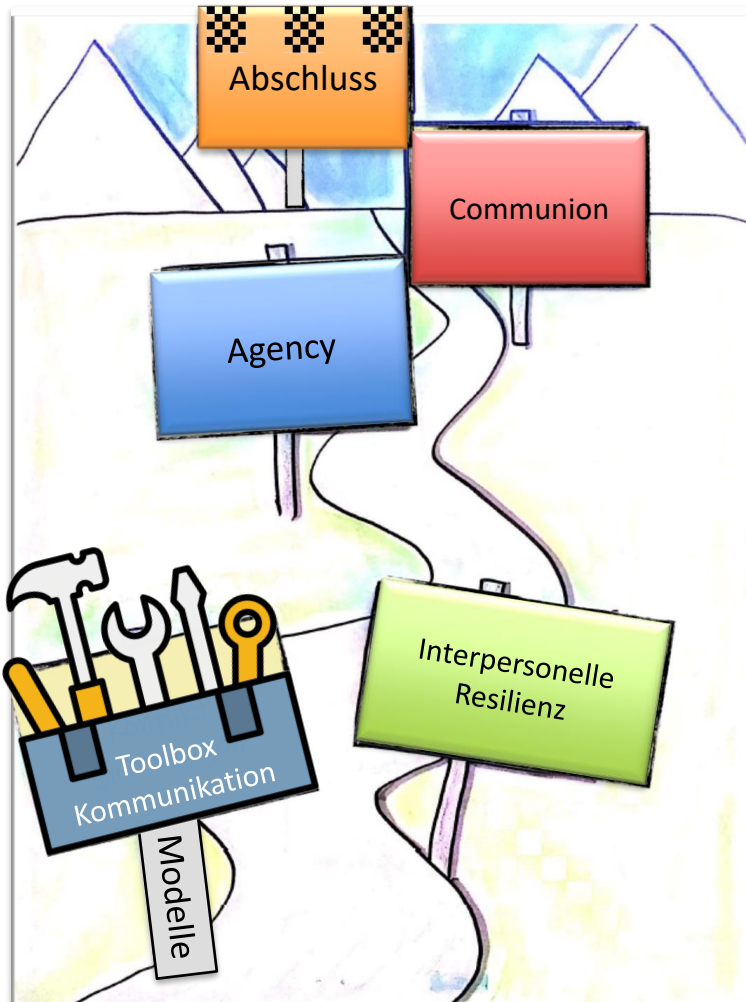 Abschluss
Communion
Agency
Interpersonelle
Resilienz
Toolbox
Kommunikation
Modelle